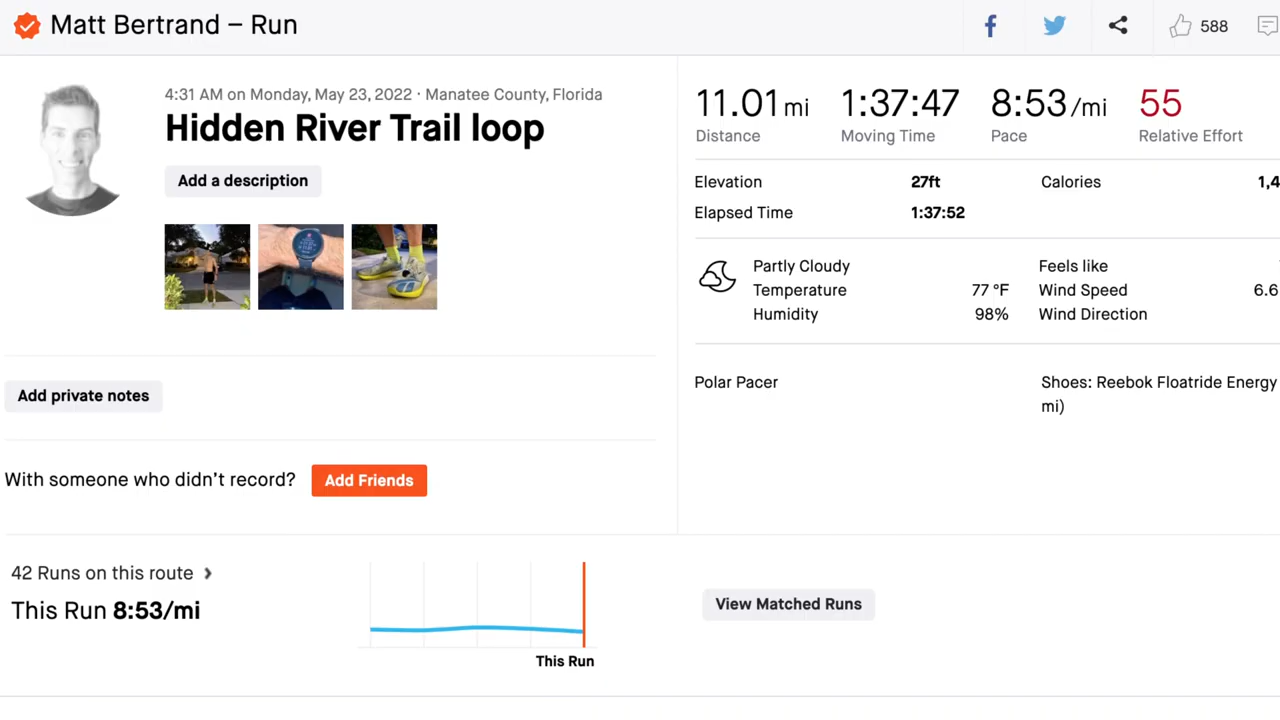 Matt Bertrand – Run
588
4:31 AM on Monday, May 23, 2022 · Manatee County, Florida
Hidden River Trail loop
Add a description
11.01 mi 1:37:47 8:53 /mi 55
Distance Moving Time Pace Relative Effort
Elevation 27ft Calories 1,4
Elapsed Time 1:37:52
Partly Cloudy Feels like
Temperature 77 °F Wind Speed 6.6
Humidity 98% Wind Direction
Polar Pacer Shoes: Reebok Floatride Energy
mi)
Add private notes
With someone who didn't record? Add Friends
42 Runs on this route
This Run 8:53/mi
This Run
View Matched Runs